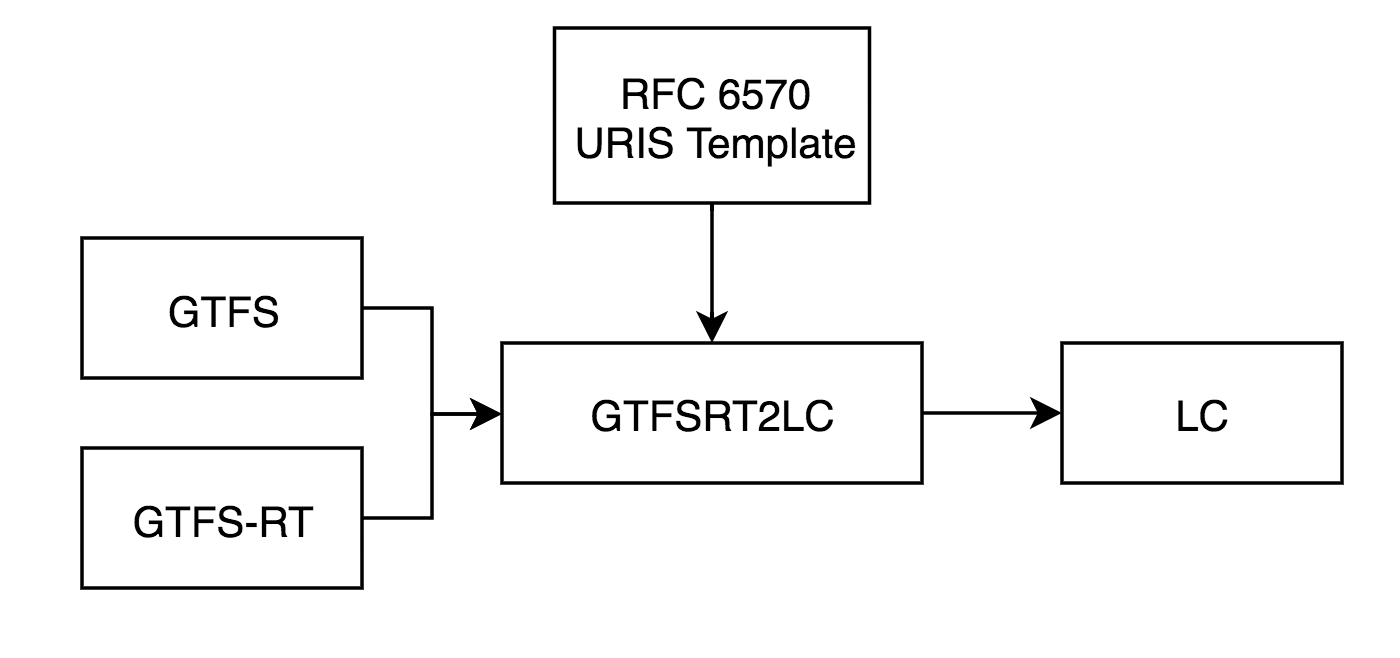 RFC 6570
URIS Template
GTFS
GTFSRT2LC
LC
GTFS-RT